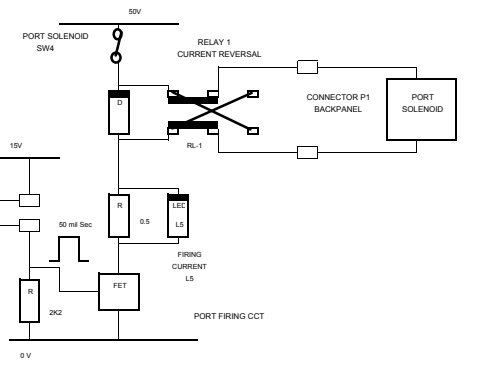 50V
PORT SOLENOID
SW4
RELAY 1
CURRENT REVERSAL
D
CONNECTOR P1
BACKPANEL
PORT
SOLENOID
RL-1
15V
R
0.5
LED
L5
50 mil Sec
FIRING
CURRENT
L5
FET
R
2K2
PORT FIRING CCT
0 V